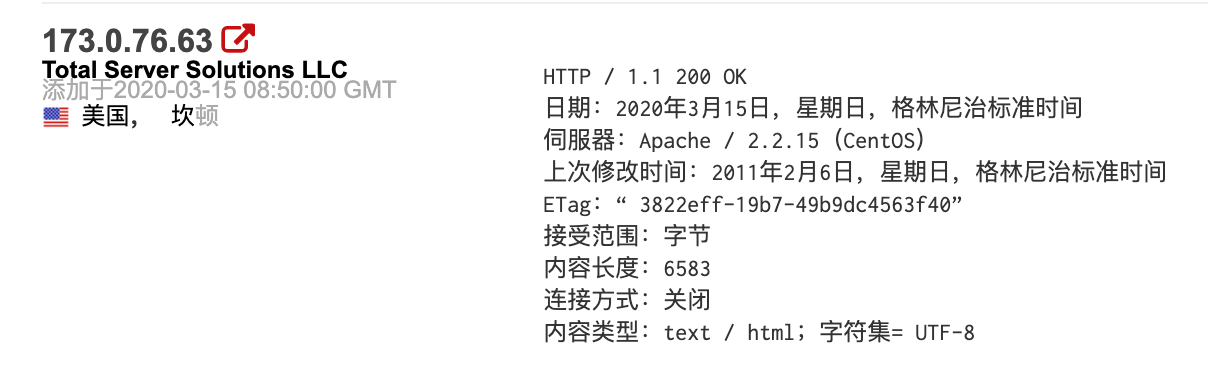 173.0.76.63
Total Server Solutions LLC
添加于2020-03-15 08:50:00 GMT
美国， 坎顿
HTTP / 1.1 200 OK
日期：2020年3月15日，星期日，格林尼治标准时间
伺服器：Apache / 2.2.15（CentOS）
上次修改时间：2011年2月6日，星期日，格林尼治标准时间
ETag：“ 3822eff-19b7-49b9dc4563f40”
接受范围：字节
内容长度：6583
连接方式：关闭
内容类型：text / html; 字符集= UTF-8